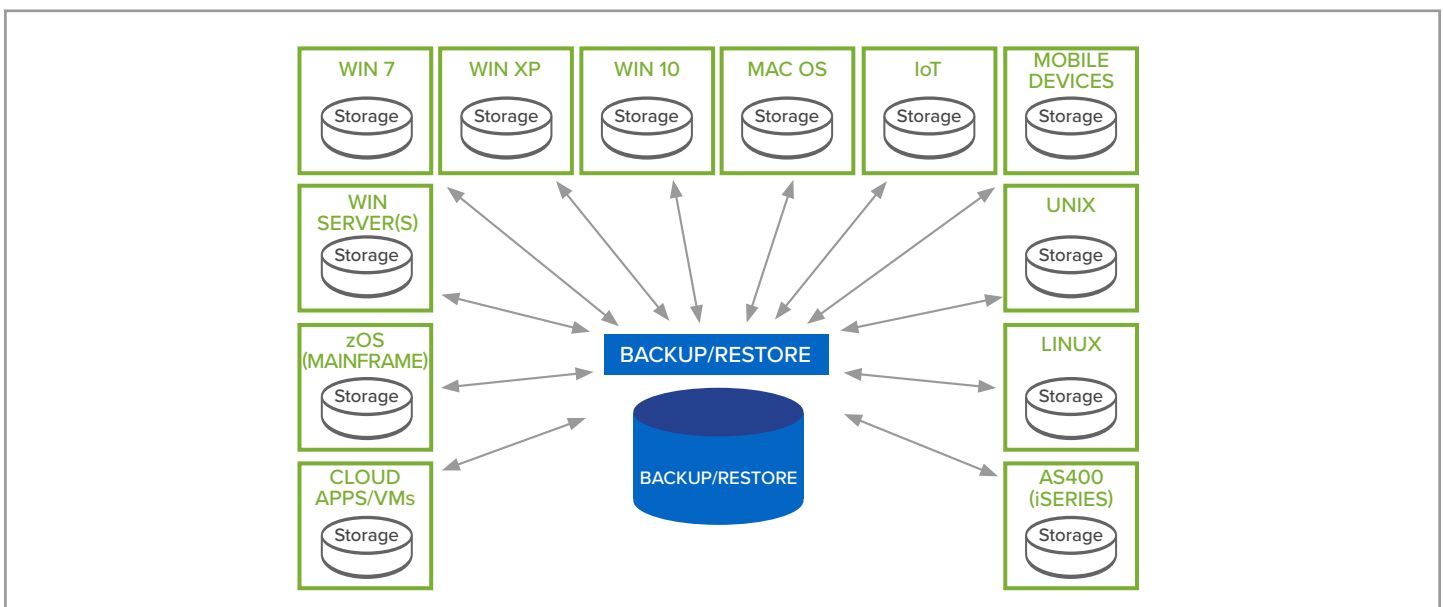 WIN 7
Storage
WIN XP
Storage
WIN 10
Storage
MAC OS
Storage
IoT
Storage
MOBILE
DEVICES
Storage
WIN
SERVER(S)
Storage
UNIX
Storage
zOS
(MAINFRAME)
Storage
BACKUP/RESTORE
LINUX
Storage
CLOUD
APPS/VMs
Storage
BACKUP/RESTORE
AS400
(iSERIES)
Storage